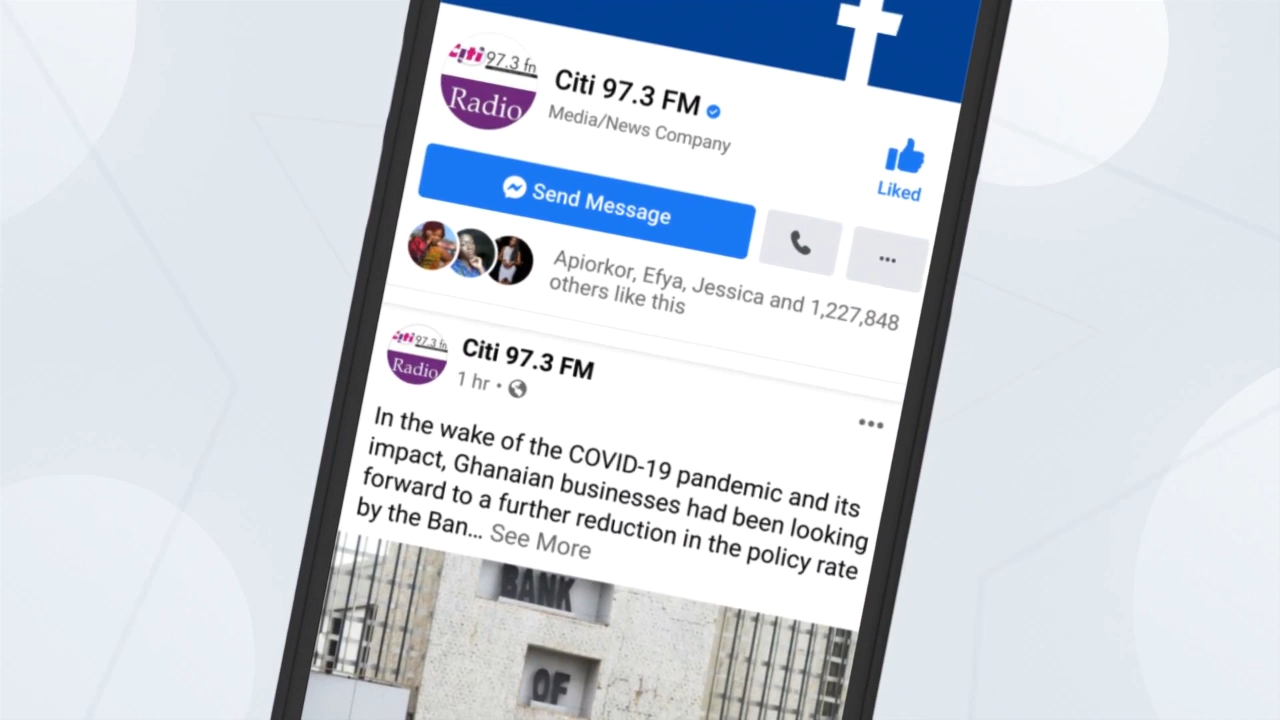 citi 97.3 fm
Radio
Citi 97.3 FM
Media/News Company
Liked
Send Message
Apiorkor, Efya, Jessica and 1,227,848
others like this
citi 97.3 fm
Radio
Citi 97.3 FM
1 hr •
In the wake of the COVID-19 pandemic and its
impact, Ghanaian businesses had been looking
forward to a further reduction in the policy rate
by the Ban... See More
BANK
OF